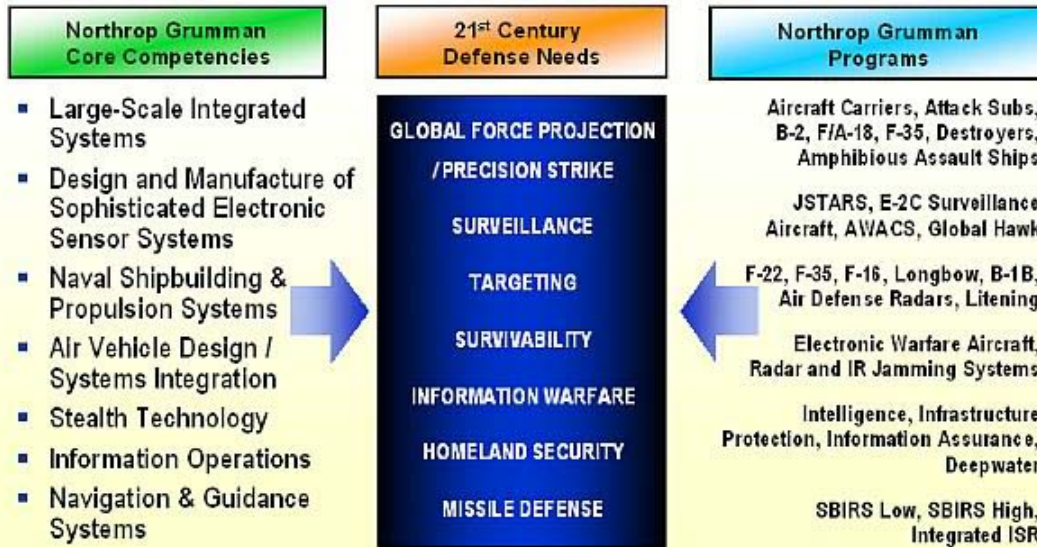 Northrop Grumman
Core Competencies
▪ Large-Scale Integrated
Systems
▪ Design and Manufacture of
Sophisticated Electronic
Sensor Systems
▪ Naval Shipbuilding &
Propulsion Systems
▪ Air Vehicle Design /
Systems Integration
▪ Stealth Technology
▪ Information Operations
▪ Navigation & Guidance
Systems
21st Century
Defense Needs
GLOBAL FORCE PROJECTION
/PRECISION STRIKE
SURVEILLANCE
TARGETING
SURVIVABILITY
INFORMATION WARFARE
HOMELAND SECURITY
MISSILE DEFENSE
Northrop Grumman
Programs
Aircraft Carriers, Attack Subs,
B-2, F/A-18, F-35, Destroyers,
Amphibious Assault Ships
JSTARS, E-2C Surveillance
Aircraft, AWACS, Global Hawk
F-22, F-35, F-16, Longbow, B-1B,
Air Defense Radars, Litening
Electronic Warfare Aircraft,
Radar and IR Jamming Systems
Intelligence, Infrastructure
Protection, Information Assurance,
Deepwater
SBIRS Low, SBIRS High,
Integrated ISR